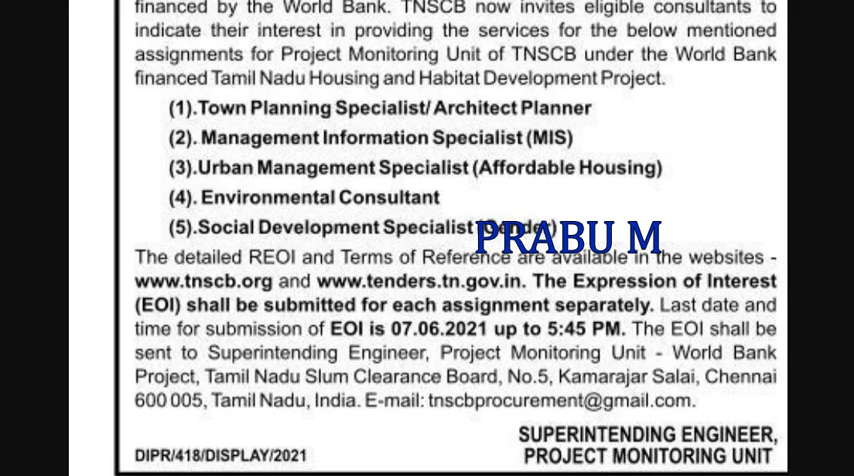 financed by the World Bank. TNSCB now invites eligible consultants to
indicate their interest in providing the services for the below mentioned
assignments for Project Monitoring Unit of TNSCB under the World Bank
financed Tamil Nadu Housing and Habitat Development Project.
(1).Town Planning Specialist/ Architect Planner
(2). Management Information Specialist (MIS)
(3).Urban Management Specialist (Affordable Housing)
(4). Environmental Consultant
(5).Social Development Specialist (Gender)
PRABU M
The detailed REOI and Terms of Reference are available in the websites -
www.tnscb.org and www.tenders.tn.gov.in. The Expression of Interest
(EOI) shall be submitted for each assignment separately. Last date and
time for submission of EOI is 07.06.2021 up to 5:45 PM. The EOI shall be
sent to Superintending Engineer, Project Monitoring Unit - World Bank
Project, Tamil Nadu Slum Clearance Board, No.5, Kamarajar Salai, Chennai
600 005, Tamil Nadu, India. E-mail: tnscbprocurement@gmail.com.
SUPERINTENDING ENGINEER,
DIPR/418/DISPLAY/2021 PROJECT MONITORING UNIT